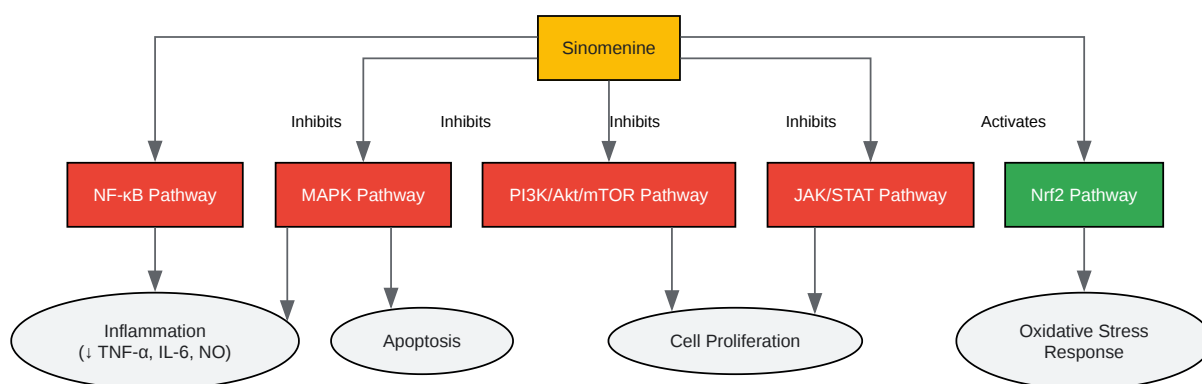 Sinomenine
Inhibits
Inhibits
Inhibits
Inhibits
Activates
NF-κB Pathway
MAPK Pathway
PI3K/Akt/mTOR Pathway
JAK/STAT Pathway
Nrf2 Pathway
Inflammation
(↓ TNF-α, IL-6, NO)
Apoptosis
Cell Proliferation
Oxidative Stress
Response